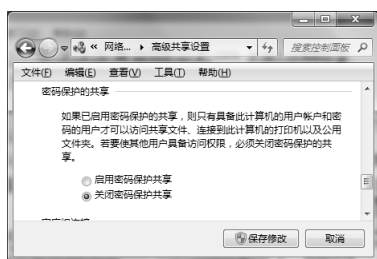 « 网络... ▸ 高级共享设置
搜索控制面板
文件(F) 编辑(E) 查看(V) 工具(T) 帮助(H)
密码保护的共享
如果已启用密码保护的共享，则只有具备此计算机的用户帐户和密
码的用户才可以访问共享文件、连接到此计算机的打印机以及公用
文件夹。若要使其他用户具备访问权限，必须关闭密码保护的共
享。
启用密码保护共享
关闭密码保护共享
保存修改 取消